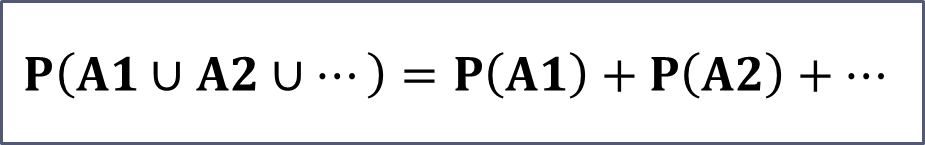 P(A1 ∪ A2 ∪ ⋯ ) = P(A1) + P(A2) + ⋯